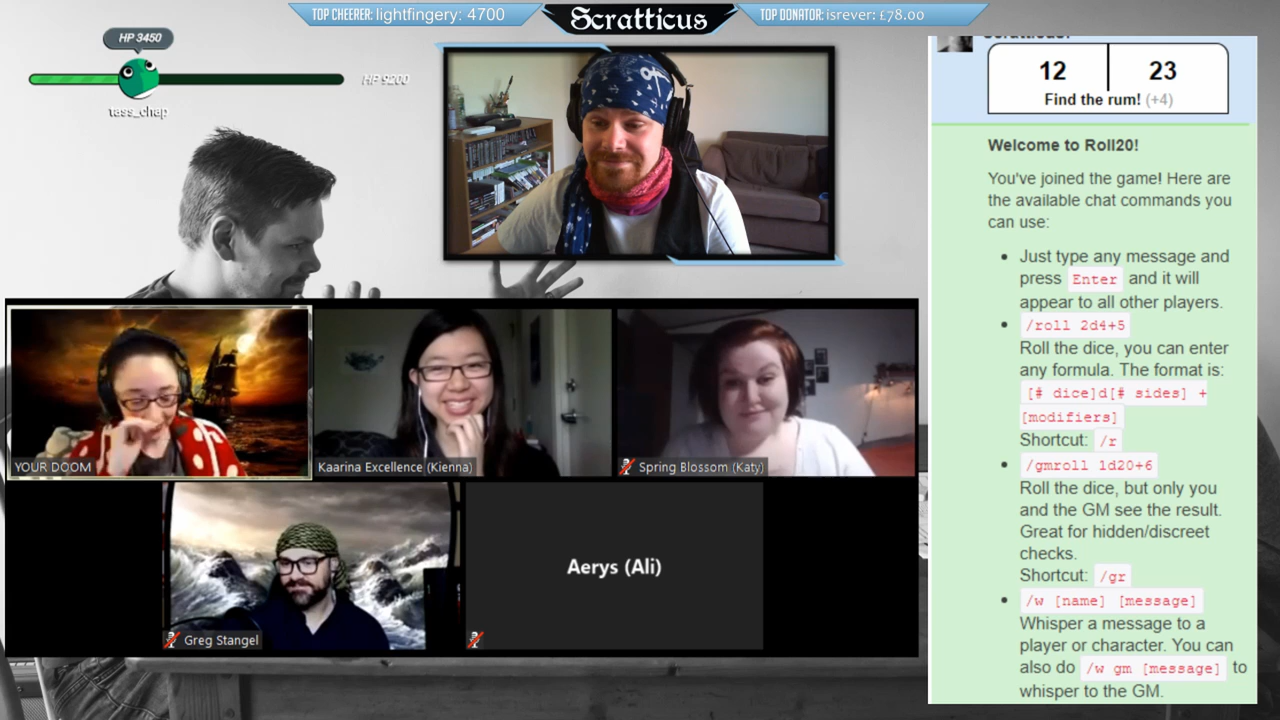 TOP CHEERER: lightfingery: 4700
Scratticus
TOP DONATOR: isrever: £78.00
HP 3450
HP 9200
tass_chap
YOUR DOOM
Kaarina Excellence (Kienna)
Spring Blossom (Katy)
Greg Stangel
Aerys (Ali)
12 23
Find the rum! (+4)
Welcome to Roll20!
You've joined the game! Here are
the available chat commands you
can use:
• Just type any message and
press Enter and it will
appear to all other players.
• /roll 2d4+5
Roll the dice, you can enter
any formula. The format is:
[# dice]d[# sides] +
[modifiers]
Shortcut: /r
• /gmroll 1d20+6
Roll the dice, but only you
and the GM see the result.
Great for hidden/discreet
checks.
Shortcut: /gr
• /w [name] [message]
Whisper a message to a
player or character. You can
also do /w gm [message] to
whisper to the GM.